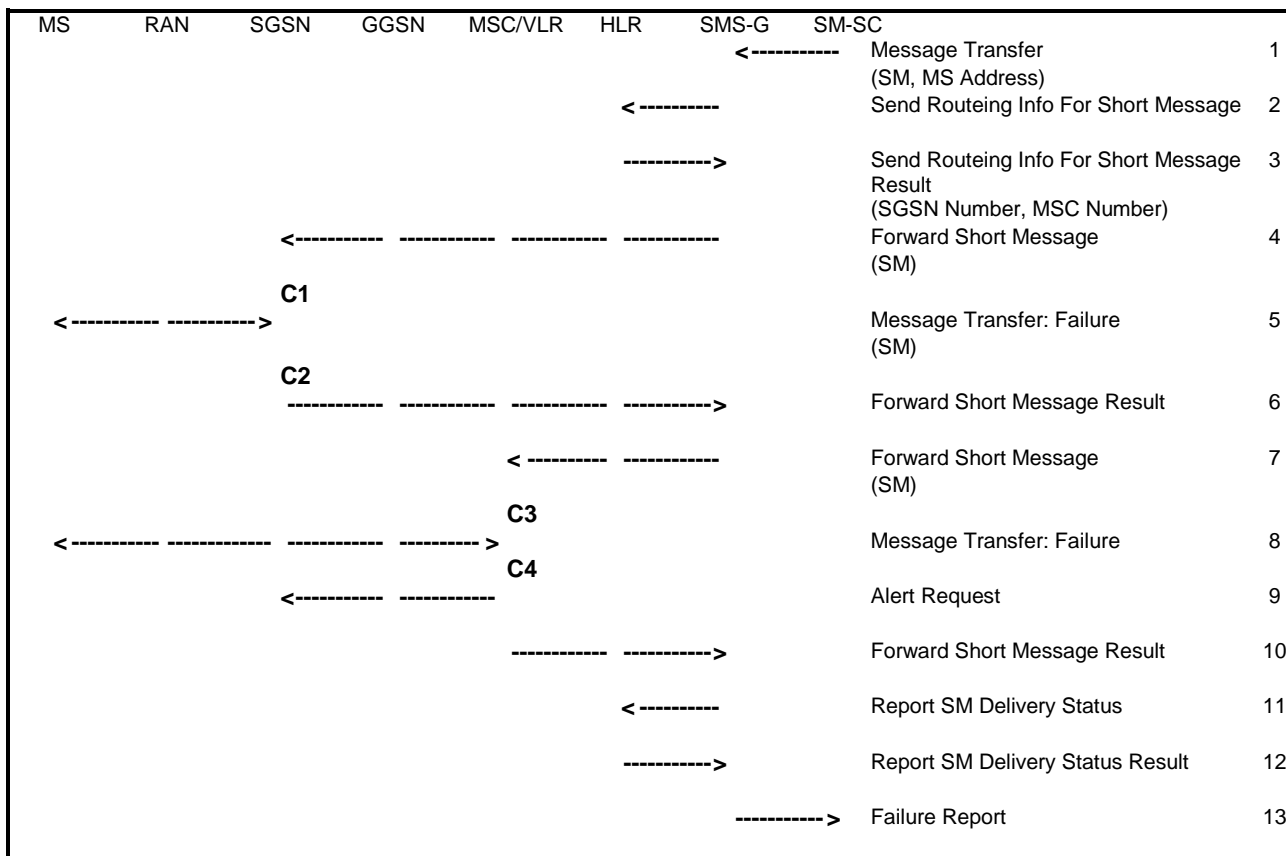 MS RAN SGSN GGSN MSC/VLR HLR SMS-G SM-SC
Message Transfer 1
(SM, MS Address)
Send Routeing Info For Short Message 2
Send Routeing Info For Short Message 3
Result
(SGSN Number, MSC Number)
Forward Short Message 4
(SM)
C1
Message Transfer: Failure 5
(SM)
C2
Forward Short Message Result 6
Forward Short Message 7
(SM)
C3
Message Transfer: Failure 8
C4
Alert Request 9
Forward Short Message Result 10
Report SM Delivery Status 11
Report SM Delivery Status Result 12
Failure Report 13